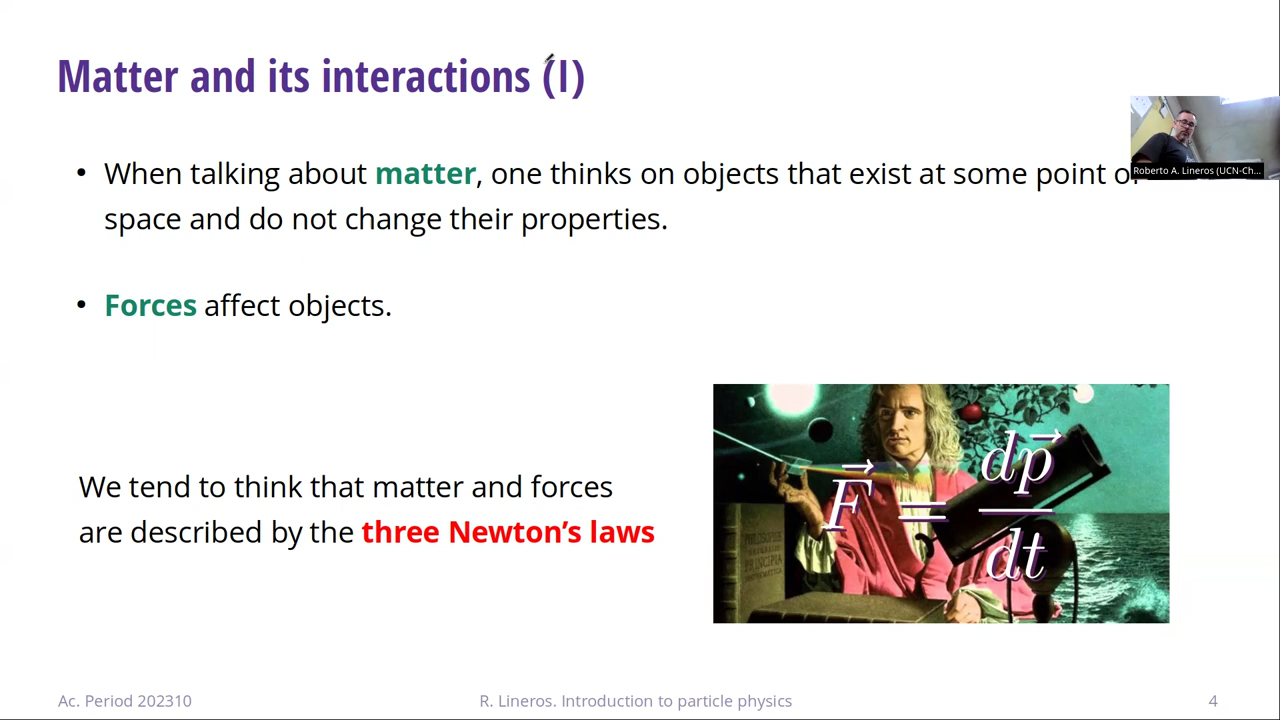 Matter and its interactions (I)
When talking about matter, one thinks on objects that exist at some point
space and do not change their properties.
Forces affect objects.
We tend to think that matter and forces
are described by the three Newton's laws
F = dp/dt
PRINCIPIA
Roberto A. Lineros (UCN-Ch...
Ac. Period 202310
R. Lineros. Introduction to particle physics
4